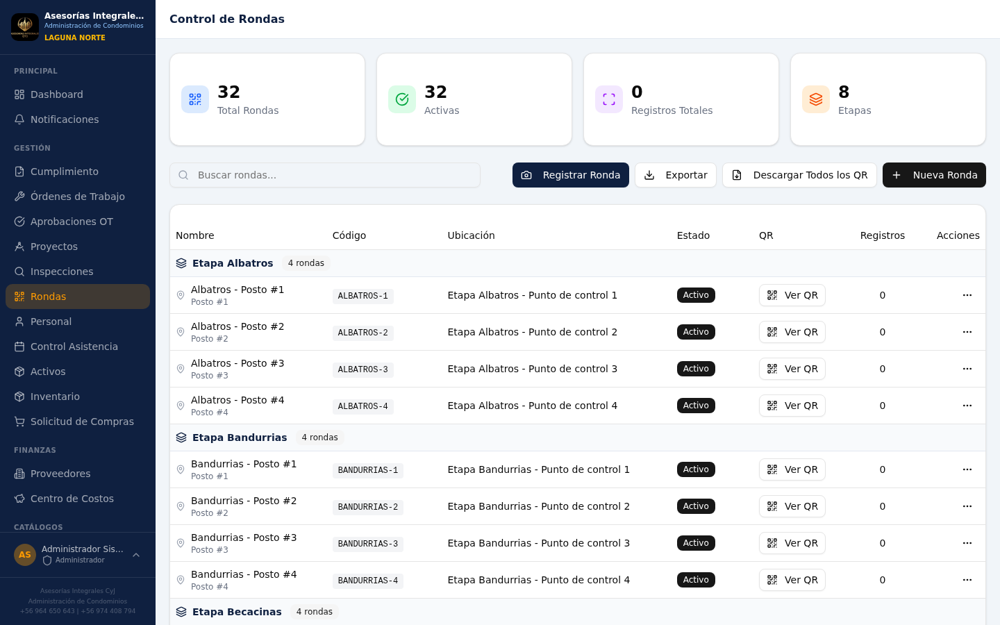 Asesorías Integrale...
Administración de Condominios
LAGUNA NORTE
PRINCIPAL
Dashboard
Notificaciones
GESTIÓN
Cumplimiento
Órdenes de Trabajo
Aprobaciones OT
Proyectos
Inspecciones
Rondas
Personal
Control Asistencia
Activos
Inventario
Solicitud de Compras
FINANZAS
Proveedores
Centro de Costos
CATÁLOGOS
AS
Administrador Sis...
Administrador
Asesorías Integrales CyJ
Administración de Condominios
+56 964 650 643 | +56 974 408 794
Control de Rondas
32
Total Rondas
32
Activas
0
Registros Totales
8
Etapas
Buscar rondas...
Registrar Ronda
Exportar
Descargar Todos los QR
Nueva Ronda
Nombre Código Ubicación Estado QR Registros Acciones
Etapa Albatros 4 rondas
Albatros - Posto #1
Posto #1
ALBATROS-1 Etapa Albatros - Punto de control 1 Activo Ver QR 0
Albatros - Posto #2
Posto #2
ALBATROS-2 Etapa Albatros - Punto de control 2 Activo Ver QR 0
Albatros - Posto #3
Posto #3
ALBATROS-3 Etapa Albatros - Punto de control 3 Activo Ver QR 0
Albatros - Posto #4
Posto #4
ALBATROS-4 Etapa Albatros - Punto de control 4 Activo Ver QR 0
Etapa Bandurrias 4 rondas
Bandurrias - Posto #1
Posto #1
BANDURRIAS-1 Etapa Bandurrias - Punto de control 1 Activo Ver QR 0
Bandurrias - Posto #2
Posto #2
BANDURRIAS-2 Etapa Bandurrias - Punto de control 2 Activo Ver QR 0
Bandurrias - Posto #3
Posto #3
BANDURRIAS-3 Etapa Bandurrias - Punto de control 3 Activo Ver QR 0
Bandurrias - Posto #4
Posto #4
BANDURRIAS-4 Etapa Bandurrias - Punto de control 4 Activo Ver QR 0
Etapa Becacinas 4 rondas